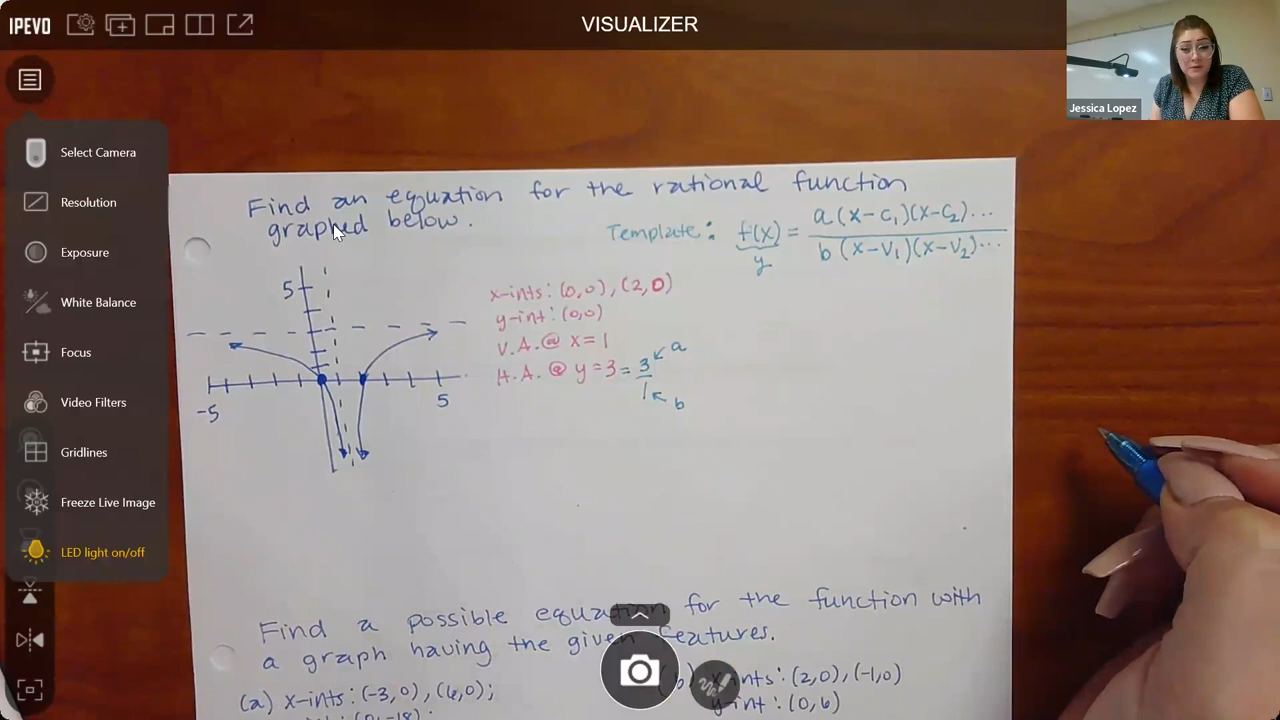 IPEVO
VISUALIZER
Jessica Lopez
Select Camera
Resolution
Exposure
White Balance
Focus
Video Filters
Gridlines
Freeze Live Image
LED light on/off
Find an equation for the rational function
graphed below.
Template: f(x) = a(x-c₁)(x-c₂)...
b(x-v₁)(x-v₂)...
y
5
-5
5
x-ints: (0,0), (2,0)
y-int: (0,0)
V.A. @ x=1
H.A. @ y=3 = 3 ↙ a
1 ↖ b
Find a possible equation for the function with
a graph having the given features.
(a) x-ints: (-3,0), (6,0);
x-ints: (2,0), (-1,0)
y-int: (0,6)